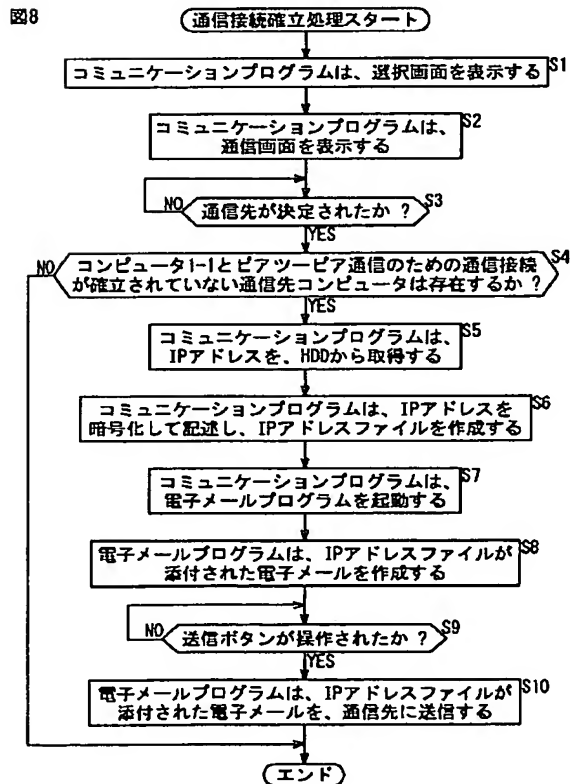 図8
通信接続確立処理スタート
S1
コミュニケーションプログラムは、選択画面を表示する
S2
コミュニケーションプログラムは、
通信画面を表示する
S3
NO
通信先が決定されたか ?
YES
S4
NO
コンピュータ1-1とピアツーピア通信のための通信接続
が確立されていない通信先コンピュータは存在するか ?
YES
S5
コミュニケーションプログラムは、
IPアドレスを、HDDから取得する
S6
コミュニケーションプログラムは、IPアドレスを
暗号化して記述し、IPアドレスファイルを作成する
S7
コミュニケーションプログラムは、
電子メールプログラムを起動する
S8
電子メールプログラムは、IPアドレスファイルが
添付された電子メールを作成する
S9
NO
送信ボタンが操作されたか ?
YES
S10
電子メールプログラムは、IPアドレスファイルが
添付された電子メールを、通信先に送信する
エンド